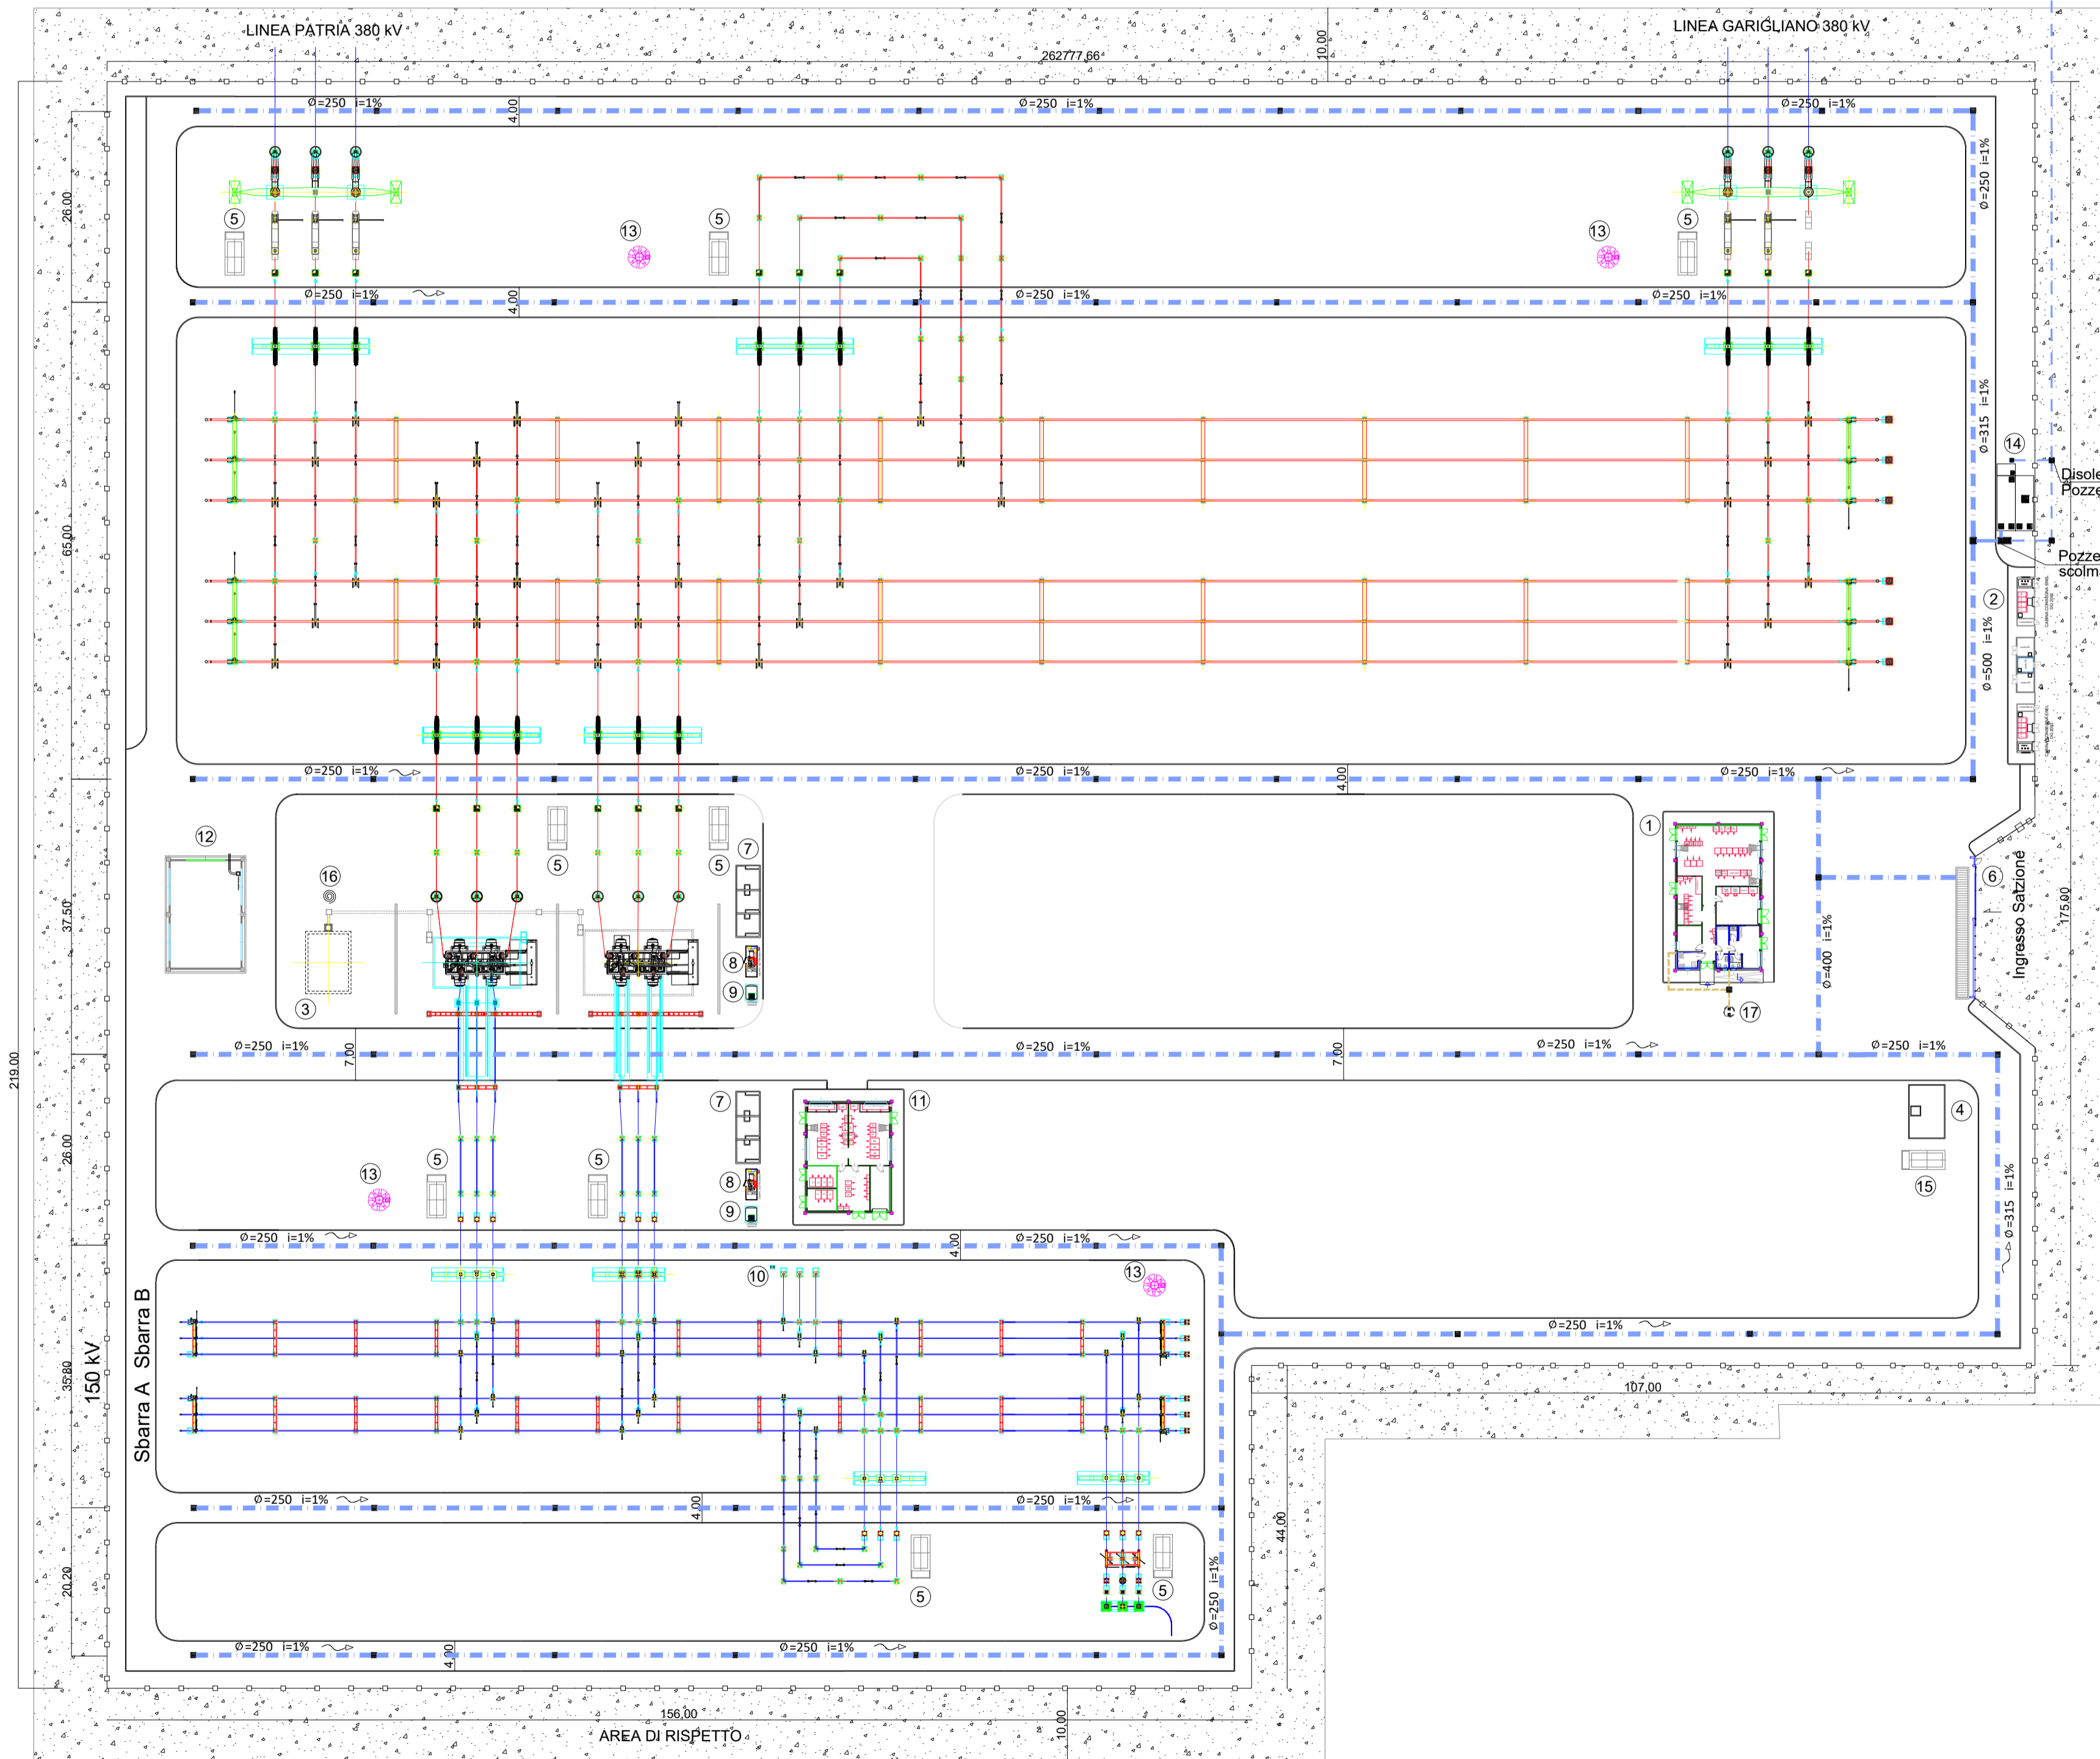 LINEA PATRIA 380 kV
LINEA GARIGLIANO 380 kV
262777,66
10,00
Ø=250 i=1%
4,00
Ø=250 i=1%
Ø=250 i=1%
Ø=250 i=1%
26.00
5
13
5
13
5
Ø=250 i=1%
4,00
Ø=250 i=1%
Ø=250 i=1%
Ø=315 i=1%
14
Disole
Pozze
65,00
Pozze
scolm
2
Ø=500 i=1%
Ø=250 i=1%
Ø=250 i=1%
4,00
Ø=250 i=1%
12
5
5
7
1
16
6
Ingresso Satzione
175,00
37.50
Ø=400 i=1%
8
9
3
17
219.00
Ø=250 i=1%
7,00
Ø=250 i=1%
7,00
Ø=250 i=1%
Ø=250 i=1%
7
11
4
26,00
13
5
5
8
9
15
Ø=315 i=1%
Ø=250 i=1%
4,00
Ø=250 i=1%
10
13
Ø=250 i=1%
35,80
150 kV
Sbarra A Sbarra B
107,00
Ø=250 i=1%
4,00
Ø=250 i=1%
44,00
20,20
5
5
Ø=250 i=1%
Ø=250 i=1%
4,00
Ø=250 i=1%
156,00
10,00
AREA DI RISPETTO